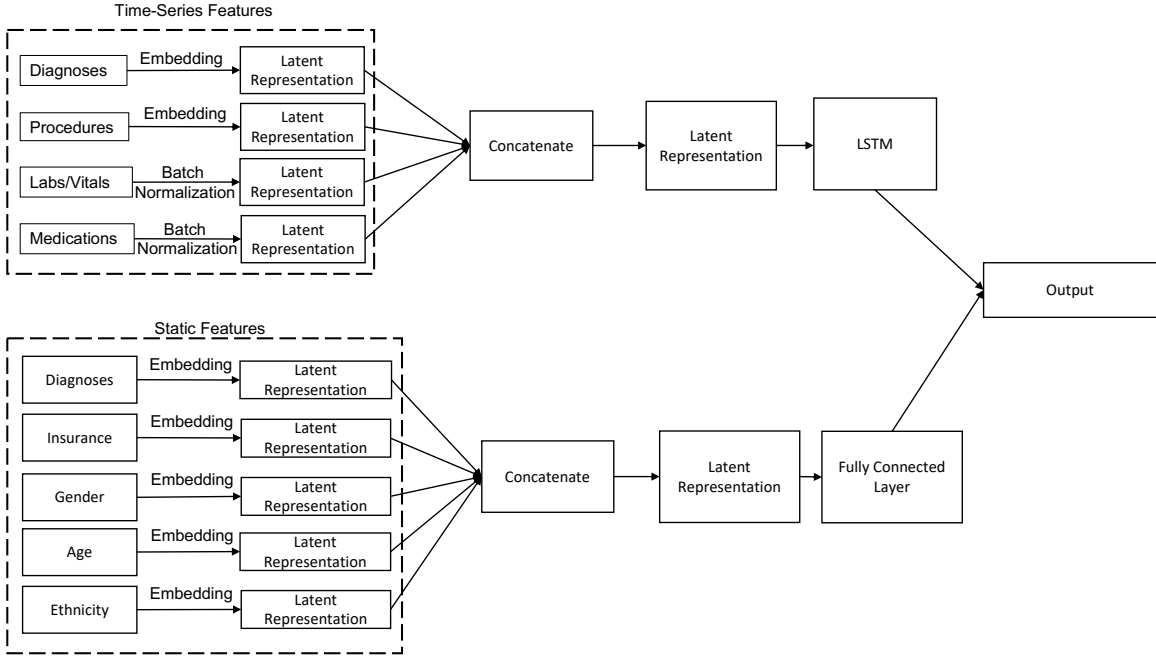 Time-Series Features
Diagnoses
Embedding
Latent
Representation
Procedures
Embedding
Latent
Representation
Labs/Vitals
Batch
Normalization
Latent
Representation
Medications
Batch
Normalization
Latent
Representation
Concatenate
Latent
Representation
LSTM
Output
Static Features
Diagnoses
Embedding
Latent
Representation
Insurance
Embedding
Latent
Representation
Gender
Embedding
Latent
Representation
Age
Embedding
Latent
Representation
Ethnicity
Embedding
Latent
Representation
Concatenate
Latent
Representation
Fully Connected
Layer